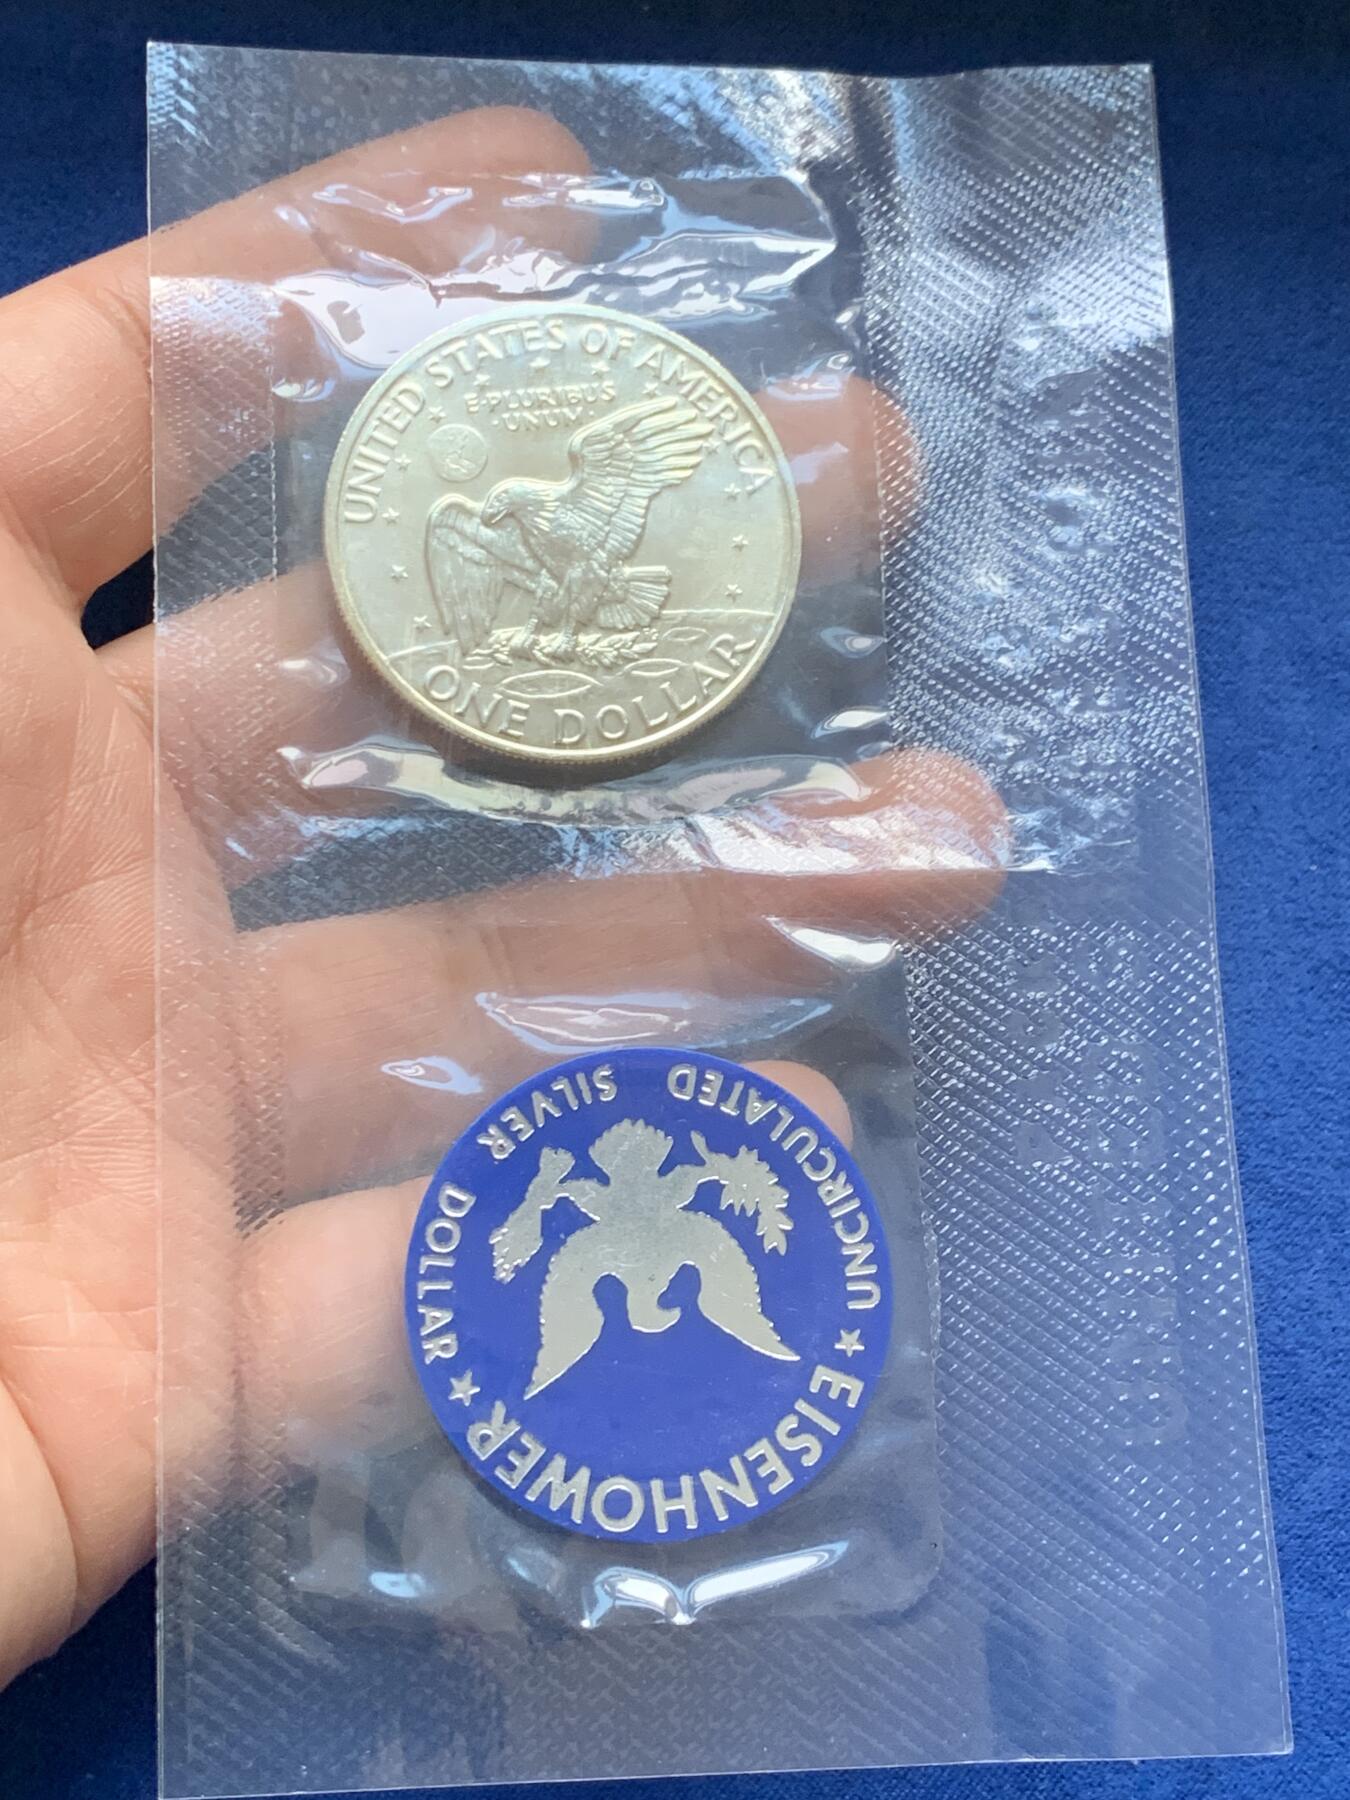 UNITED STATES OF AMERICA
E·PLURIBUS
·UNUM·
ONE DOLLAR
EISENHOWER
★ UNCIRCULATED SILVER DOLLAR ★